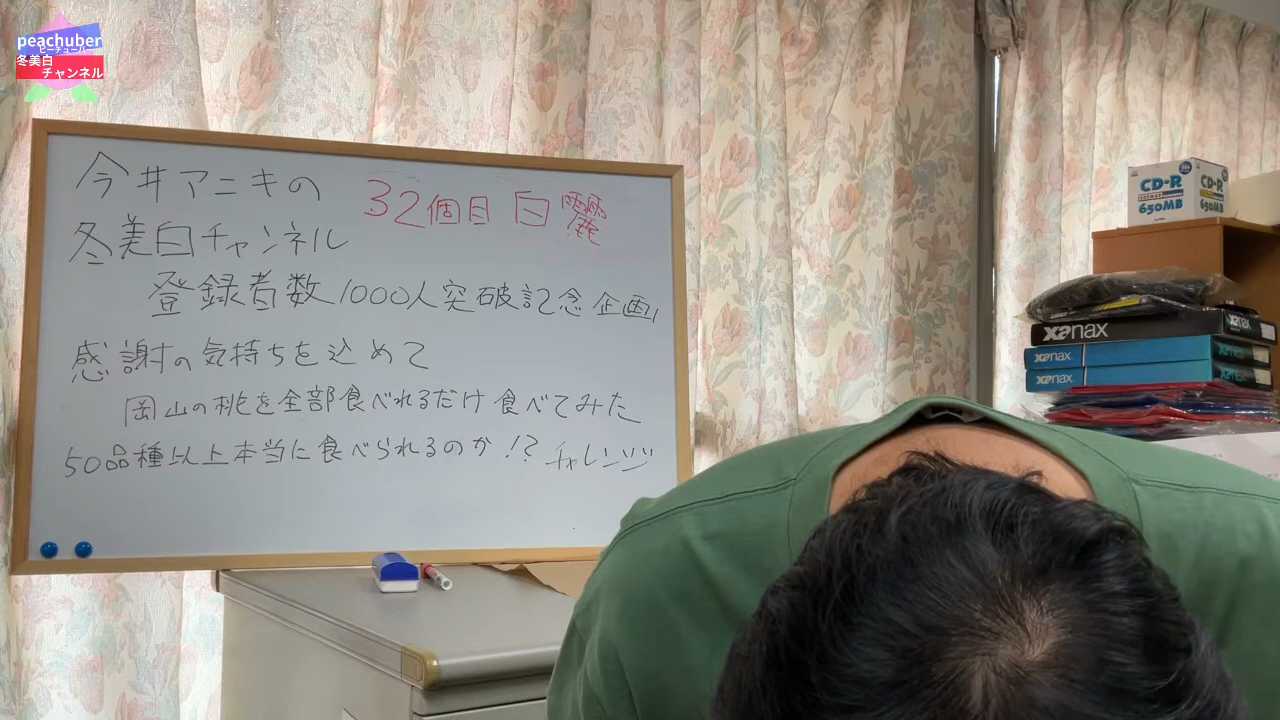 peachuber
ピーチューバー
冬美白
チャンネル
今井アニキの
冬美白チャンネル
32個目 白麗
登録者数1000人突破記念企画!!
感謝の気持ちを込めて
岡山の桃を全部食べれるだけ食べてみた
50品種以上本当に食べられるのか!?チャレンジ
CD-R
650MB
CD-R
650MB
xanax
xanax
xanax